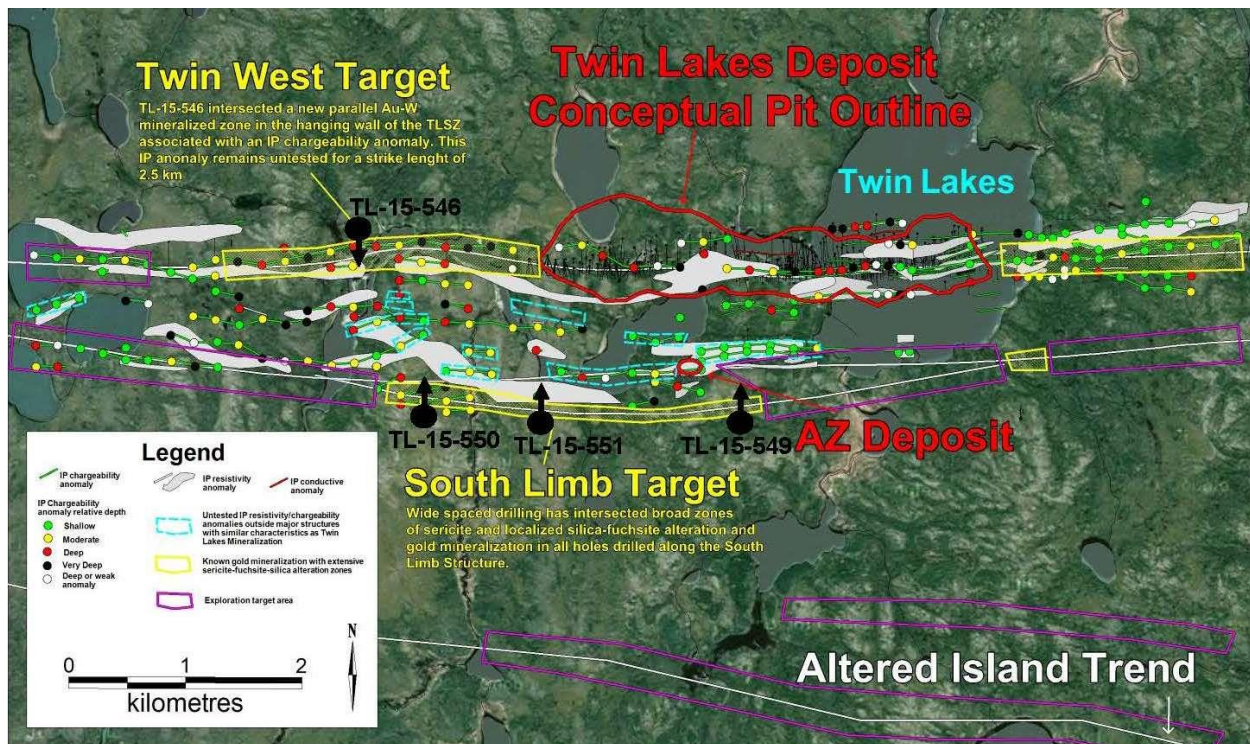 Twin West Target
TL-15-546 intersected a new parallel Au-W
mineralized zone in the hanging wall of the TLSZ
associated with an IP chargeability anomaly. This
IP anonaly remains untested for a strike lenght of
2.5 km
Twin Lakes Deposit
Conceptual Pit Outline
Twin Lakes
TL-15-546
TL-15-550
TL-15-551
TL-15-549
AZ Deposit
South Limb Target
Wide spaced drilling has intersected broad zones
of sericite and localized silica-fuchsite alteration and
gold mineralization in all holes drilled along the South
Limb Structure.
Legend
IP chargeability
anomaly
IP resistivity
anomaly
IP conductive
anomaly
IP Chargeability
anomaly relative depth
Shallow
Moderate
Deep
Very Deep
Deep or weak
anomaly
Untested IP resistivity/chargeability
anomalies outside major structures
with similar characteristics as Twin
Lakes Mineralization
Known gold mineralization with extensive
sericite-fuchsite-silica alteration zones
Exploration target area
N
0 1 2
kilometres
Altered Island Trend